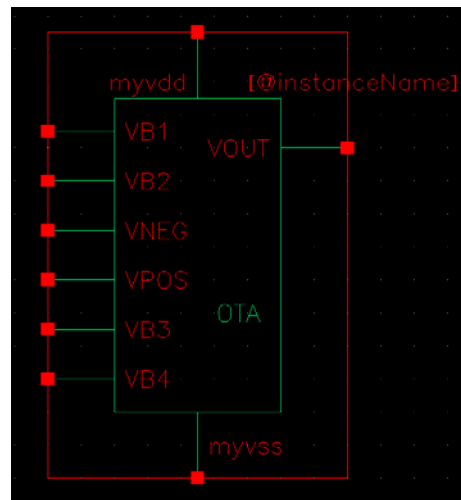 myvdd [@instanceName]
VB1
VOUT
VB2
VNEG
VPOS
OTA
VB3
VB4
myvss